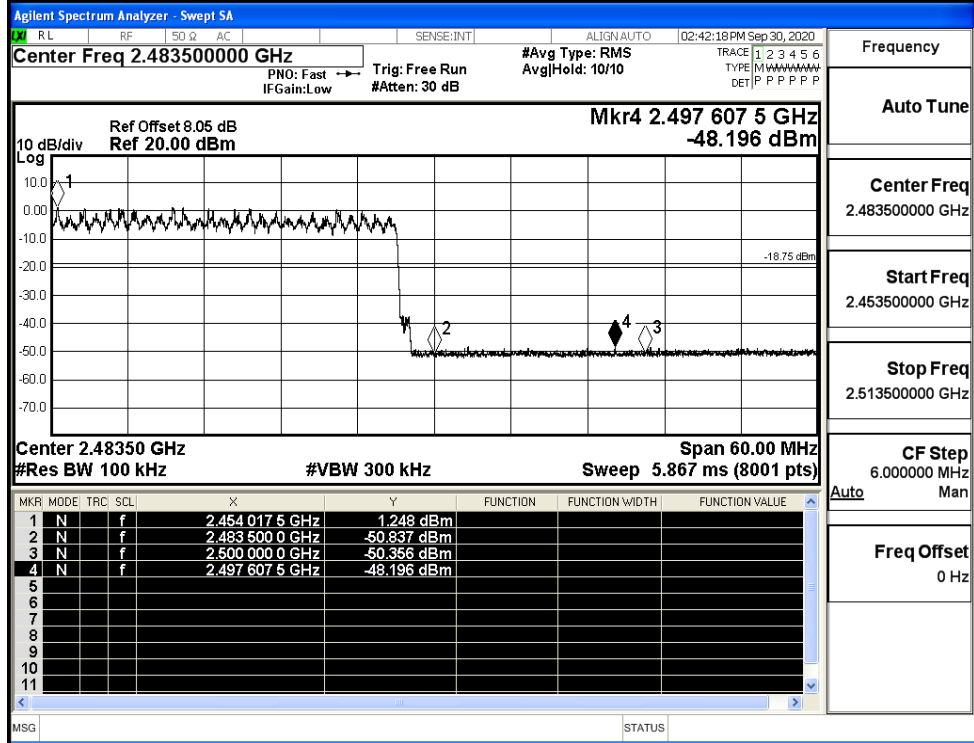 Agilent Spectrum Analyzer - Swept SA
LXI RL RF 50 Ω AC SENSE:INT ALIGN AUTO 02:42:18 PM Sep 30, 2020
Center Freq 2.483500000 GHz
PNO: Fast
IFGain:Low
Trig: Free Run
#Atten: 30 dB
#Avg Type: RMS
Avg|Hold: 10/10
TRACE 1 2 3 4 5 6
TYPE M WWWWW
DET P P P P P P
Frequency
Auto Tune
Center Freq
2.483500000 GHz
Start Freq
2.453500000 GHz
Stop Freq
2.513500000 GHz
CF Step
6.000000 MHz
Auto Man
Freq Offset
0 Hz
Mkr4 2.497 607 5 GHz
-48.196 dBm
Ref Offset 8.05 dB
10 dB/div Ref 20.00 dBm
Log
10.0
0.00
-10.0
-20.0
-30.0
-40.0
-50.0
-60.0
-70.0
1
2
4
3
-18.75 dBm
Center 2.48350 GHz Span 60.00 MHz
#Res BW 100 kHz #VBW 300 kHz Sweep 5.867 ms (8001 pts)
MKR MODE TRC SCL X Y FUNCTION FUNCTION WIDTH FUNCTION VALUE
1 N f 2.454 017 5 GHz 1.248 dBm
2 N f 2.483 500 0 GHz -50.837 dBm
3 N f 2.500 000 0 GHz -50.356 dBm
4 N f 2.497 607 5 GHz -48.196 dBm
5
6
7
8
9
10
11
MSG STATUS